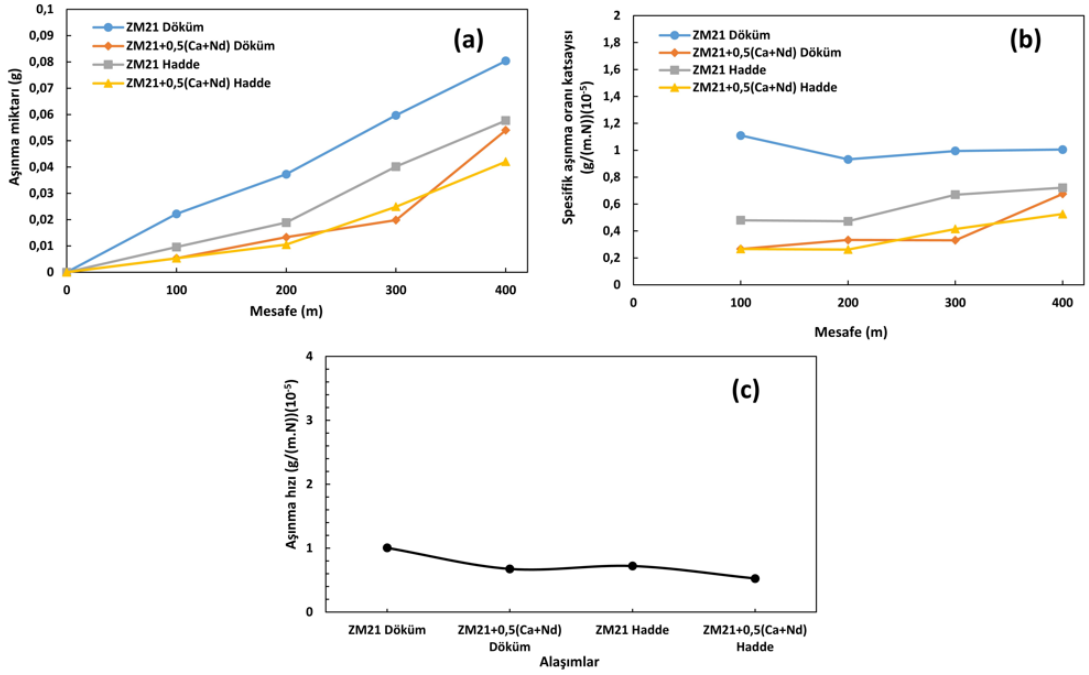 (a)
Aşınma miktarı (g)
0,1
0,09
0,08
0,07
0,06
0,05
0,04
0,03
0,02
0,01
0
ZM21 Döküm
ZM21+0,5(Ca+Nd) Döküm
ZM21 Hadde
ZM21+0,5(Ca+Nd) Hadde
0 100 200 300 400
Mesafe (m)
(b)
Spesifik aşınma oranı katsayısı
(g/(m.N))(10⁻⁵)
2
1,8
1,6
1,4
1,2
1
0,8
0,6
0,4
0,2
0
ZM21 Döküm
ZM21+0,5(Ca+Nd) Döküm
ZM21 Hadde
ZM21+0,5(Ca+Nd) Hadde
0 100 200 300 400
Mesafe (m)
(c)
Aşınma hızı (g/(m.N))(10⁻⁵)
4
3
2
1
0
ZM21 Döküm
ZM21+0,5(Ca+Nd)
Döküm
ZM21 Hadde
ZM21+0,5(Ca+Nd)
Hadde
Alaşımlar